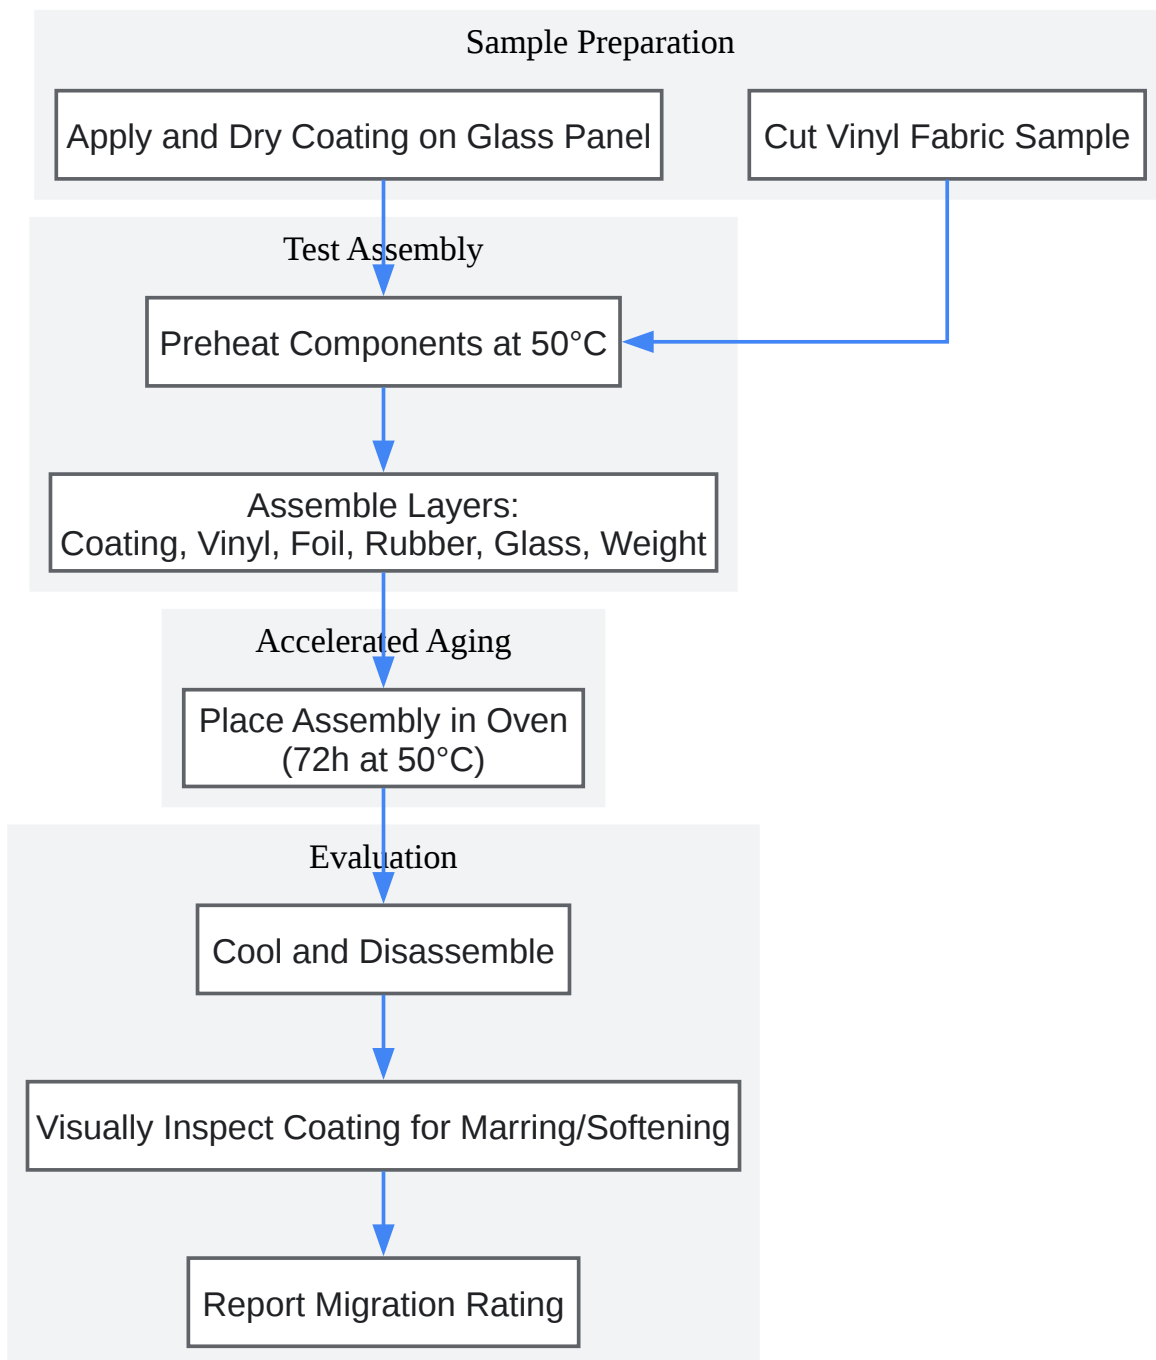 Sample Preparation
Apply and Dry Coating on Glass Panel
Cut Vinyl Fabric Sample
Test Assembly
Preheat Components at 50°C
Assemble Layers:
Coating, Vinyl, Foil, Rubber, Glass, Weight
Accelerated Aging
Place Assembly in Oven
(72h at 50°C)
Evaluation
Cool and Disassemble
Visually Inspect Coating for Marring/Softening
Report Migration Rating